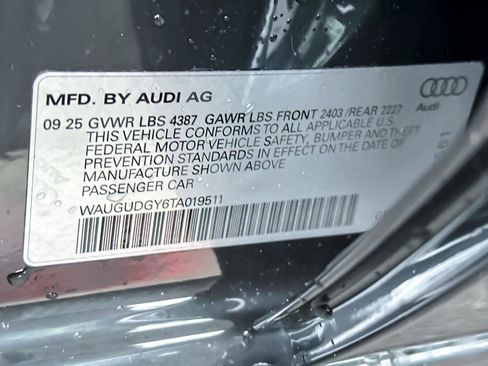 MFD. BY AUDI AG
09 25 GVWR LBS 4387 GAWR LBS FRONT 2403 /REAR 2227
THIS VEHICLE CONFORMS TO ALL APPLICABLE U.S.
FEDERAL MOTOR VEHICLE SAFETY, BUMPER AND THEFT
PREVENTION STANDARDS IN EFFECT ON THE DATE OF
MANUFACTURE SHOWN ABOVE
PASSENGER CAR
WAUGUDGY6TA019511
Audi